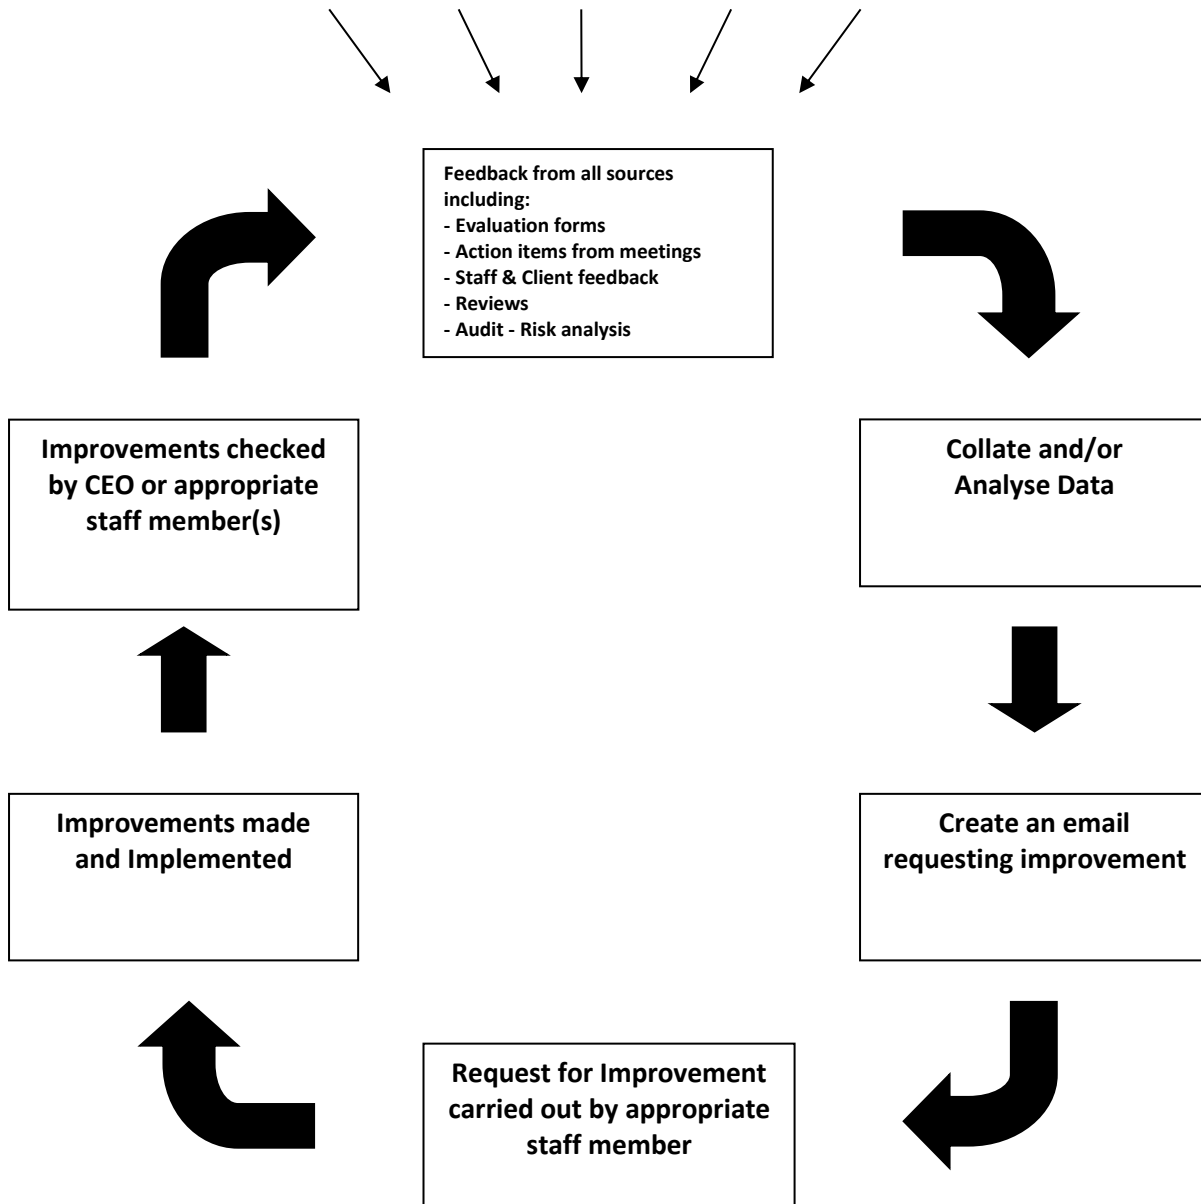 Feedback from all sources
including:
- Evaluation forms
- Action items from meetings
- Staff & Client feedback
- Reviews
- Audit - Risk analysis
Improvements checked
by CEO or appropriate
staff member(s)
Collate and/or
Analyse Data
Improvements made
and Implemented
Create an email
requesting improvement
Request for Improvement
carried out by appropriate
staff member